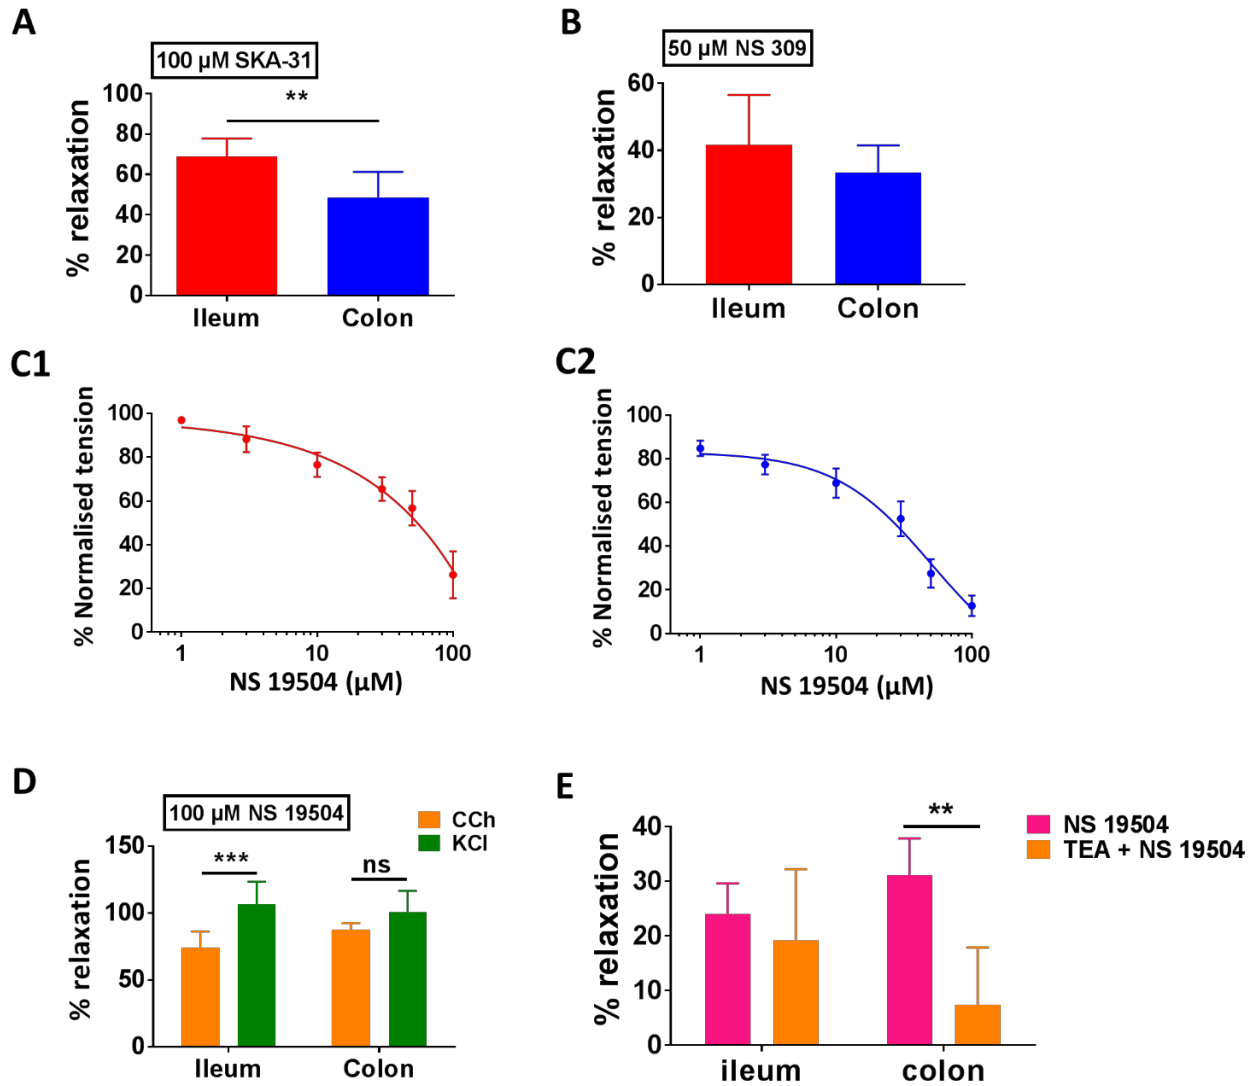 A
100 µM SKA-31
% relaxation
100
80
60
40
20
0
**
Ileum
Colon
B
50 µM NS 309
% relaxation
60
40
20
0
Ileum
Colon
C1
% Normalised tension
100
80
60
40
20
0
1
10
100
NS 19504 (µM)
C2
% Normalised tension
100
80
60
40
20
0
1
10
100
NS 19504 (µM)
D
100 µM NS 19504
CCh
KCl
% relaxation
150
100
50
0
***
ns
Ileum
Colon
E
% relaxation
40
30
20
10
0
**
NS 19504
TEA + NS 19504
ileum
colon